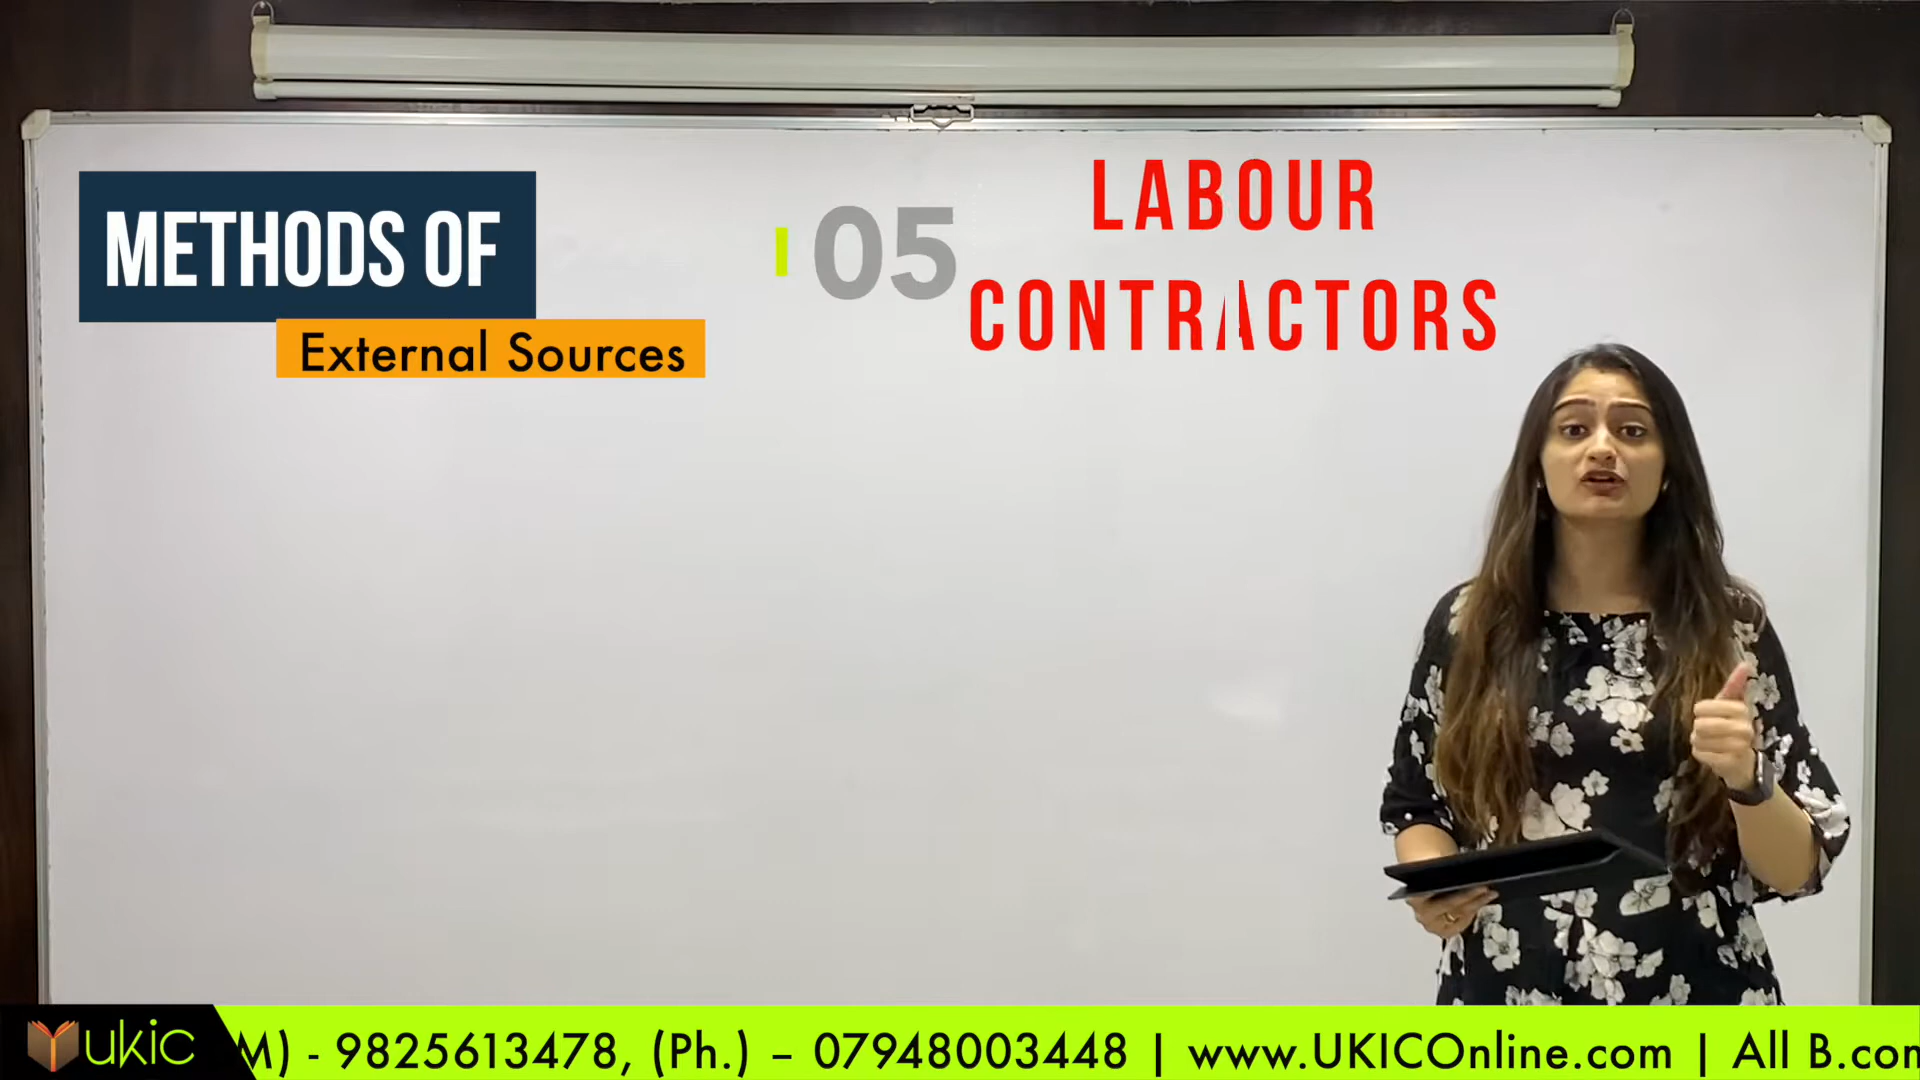 METHODS OF
External Sources
05
LABOUR
CONTRACTORS
ukic
M) - 9825613478, (Ph.) – 07948003448 | www.UKICOnline.com | All B.com